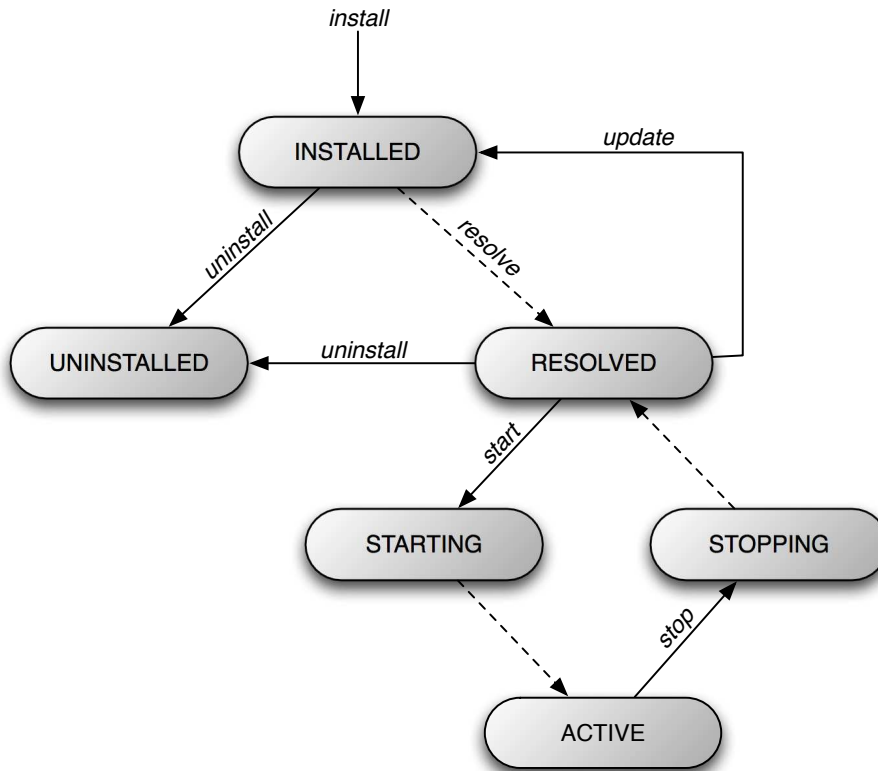 install
INSTALLED
update
uninstall
resolve
UNINSTALLED
uninstall
RESOLVED
start
STARTING
STOPPING
stop
ACTIVE